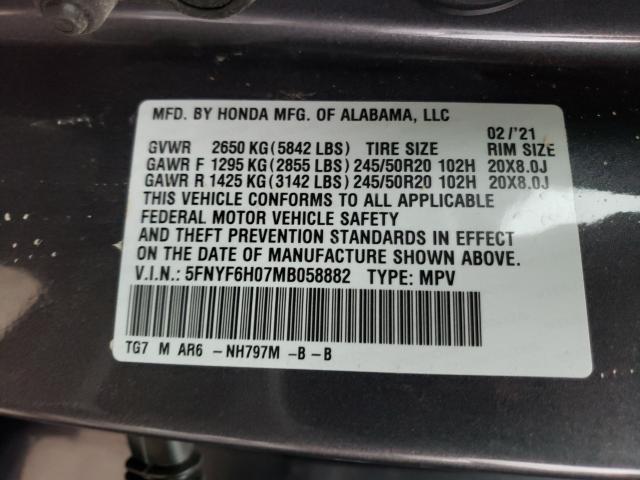 MFD. BY HONDA MFG. OF ALABAMA, LLC
02/'21
GVWR 2650 KG(5842 LBS) TIRE SIZE RIM SIZE
GAWR F 1295 KG(2855 LBS)245/50R20 102H 20X8.0J
GAWR R 1425 KG(3142 LBS)245/50R20 102H 20X8.0J
THIS VEHICLE CONFORMS TO ALL APPLICABLE
FEDERAL MOTOR VEHICLE SAFETY
AND THEFT PREVENTION STANDARDS IN EFFECT
ON THE DATE OF MANUFACTURE SHOWN ABOVE.
V.I.N.: 5FNYF6H07MB058882 TYPE: MPV
TG7 M AR6 -NH797M -B -B